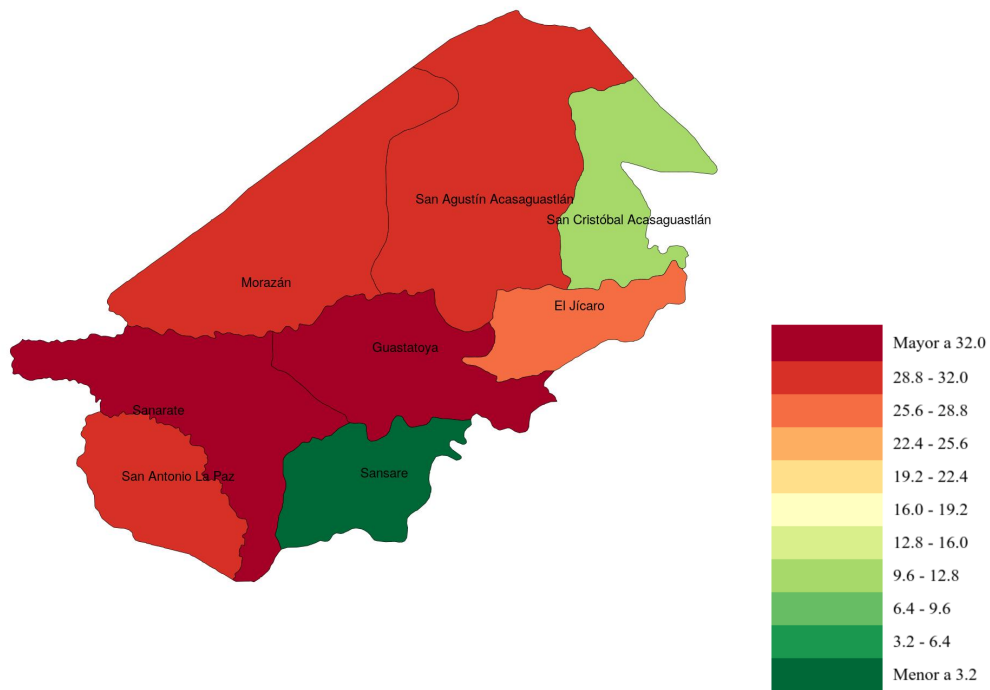 San Agustín Acasaguastlán
San Cristóbal Acasaguastlán
Morazán
El Jícaro
Guastatoya
Sanarate
San Antonio La Paz
Sansare
Mayor a 32.0
28.8 - 32.0
25.6 - 28.8
22.4 - 25.6
19.2 - 22.4
16.0 - 19.2
12.8 - 16.0
9.6 - 12.8
6.4 - 9.6
3.2 - 6.4
Menor a 3.2